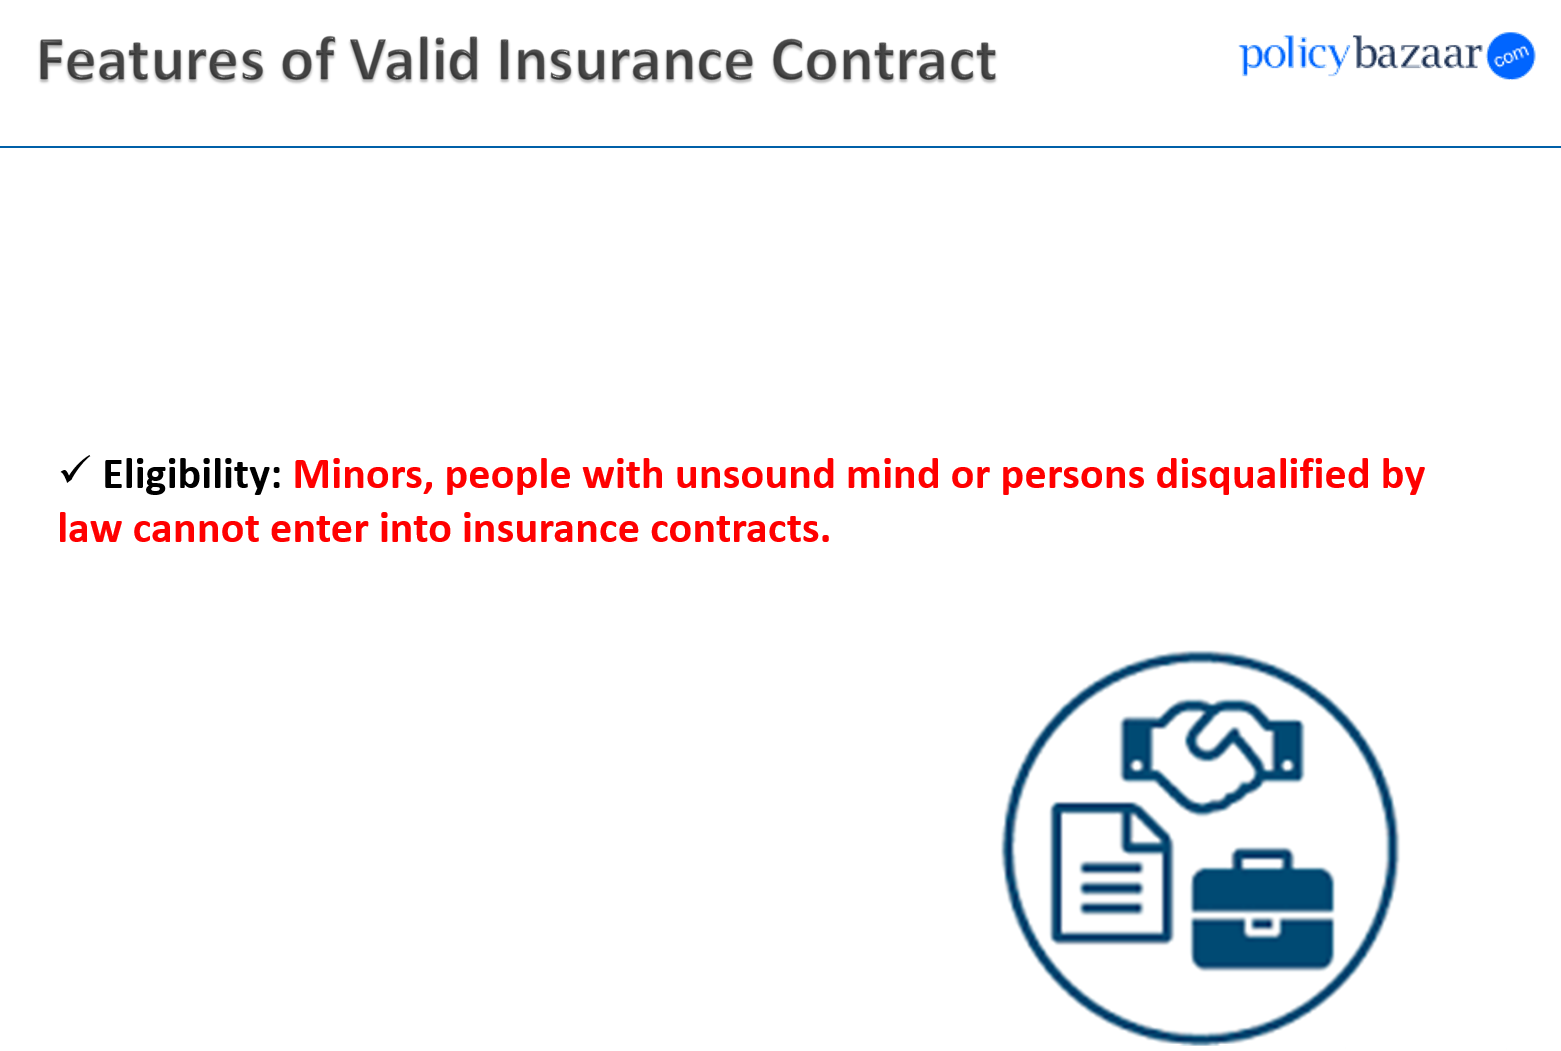 Features of Valid Insurance Contract
policybazaar com
✓ Eligibility: Minors, people with unsound mind or persons disqualified by
law cannot enter into insurance contracts.